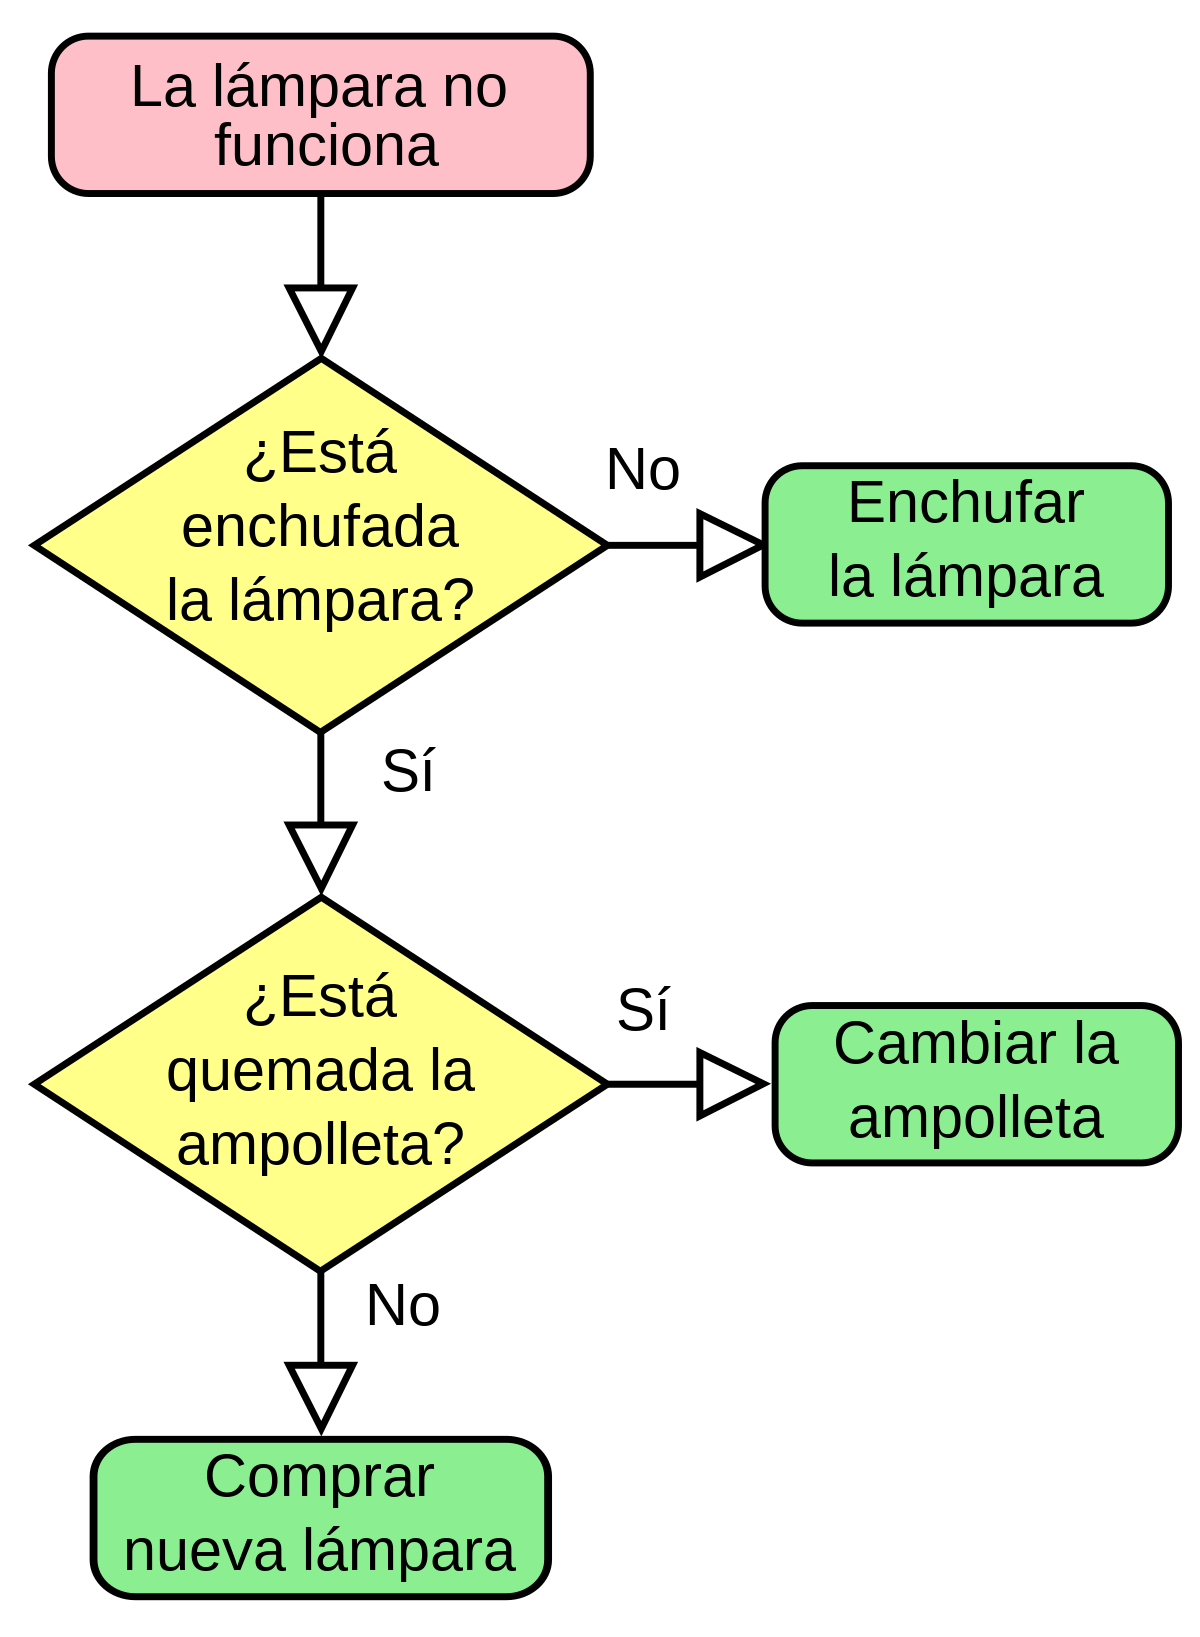 La lámpara no
funciona
¿Está
enchufada
la lámpara?
No
Enchufar
la lámpara
Sí
¿Está
quemada la
ampolleta?
Sí
Cambiar la
ampolleta
No
Comprar
nueva lámpara